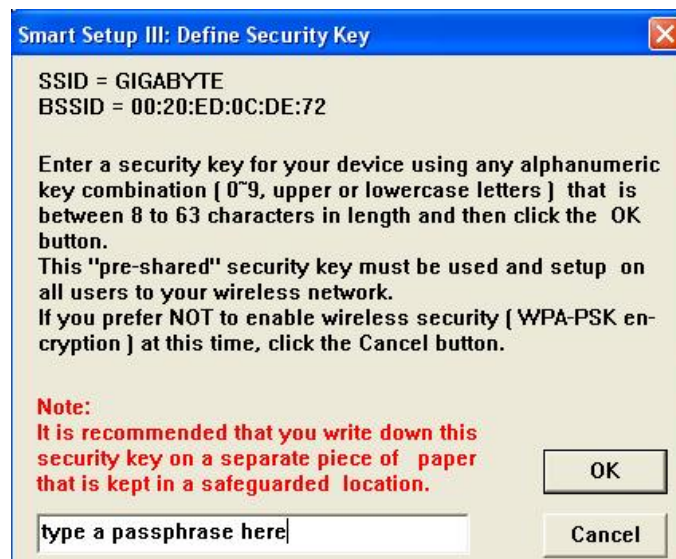 Smart Setup III: Define Security Key
SSID = GIGABYTE
BSSID = 00:20:ED:0C:DE:72
Enter a security key for your device using any alphanumeric
key combination ( 0~9, upper or lowercase letters ) that is
between 8 to 63 characters in length and then click the OK
button.
This "pre-shared" security key must be used and setup on
all users to your wireless network.
If you prefer NOT to enable wireless security ( WPA-PSK en-
cryption ) at this time, click the Cancel button.
Note:
It is recommended that you write down this
security key on a separate piece of paper
that is kept in a safeguarded location.
OK
type a passphrase here
Cancel